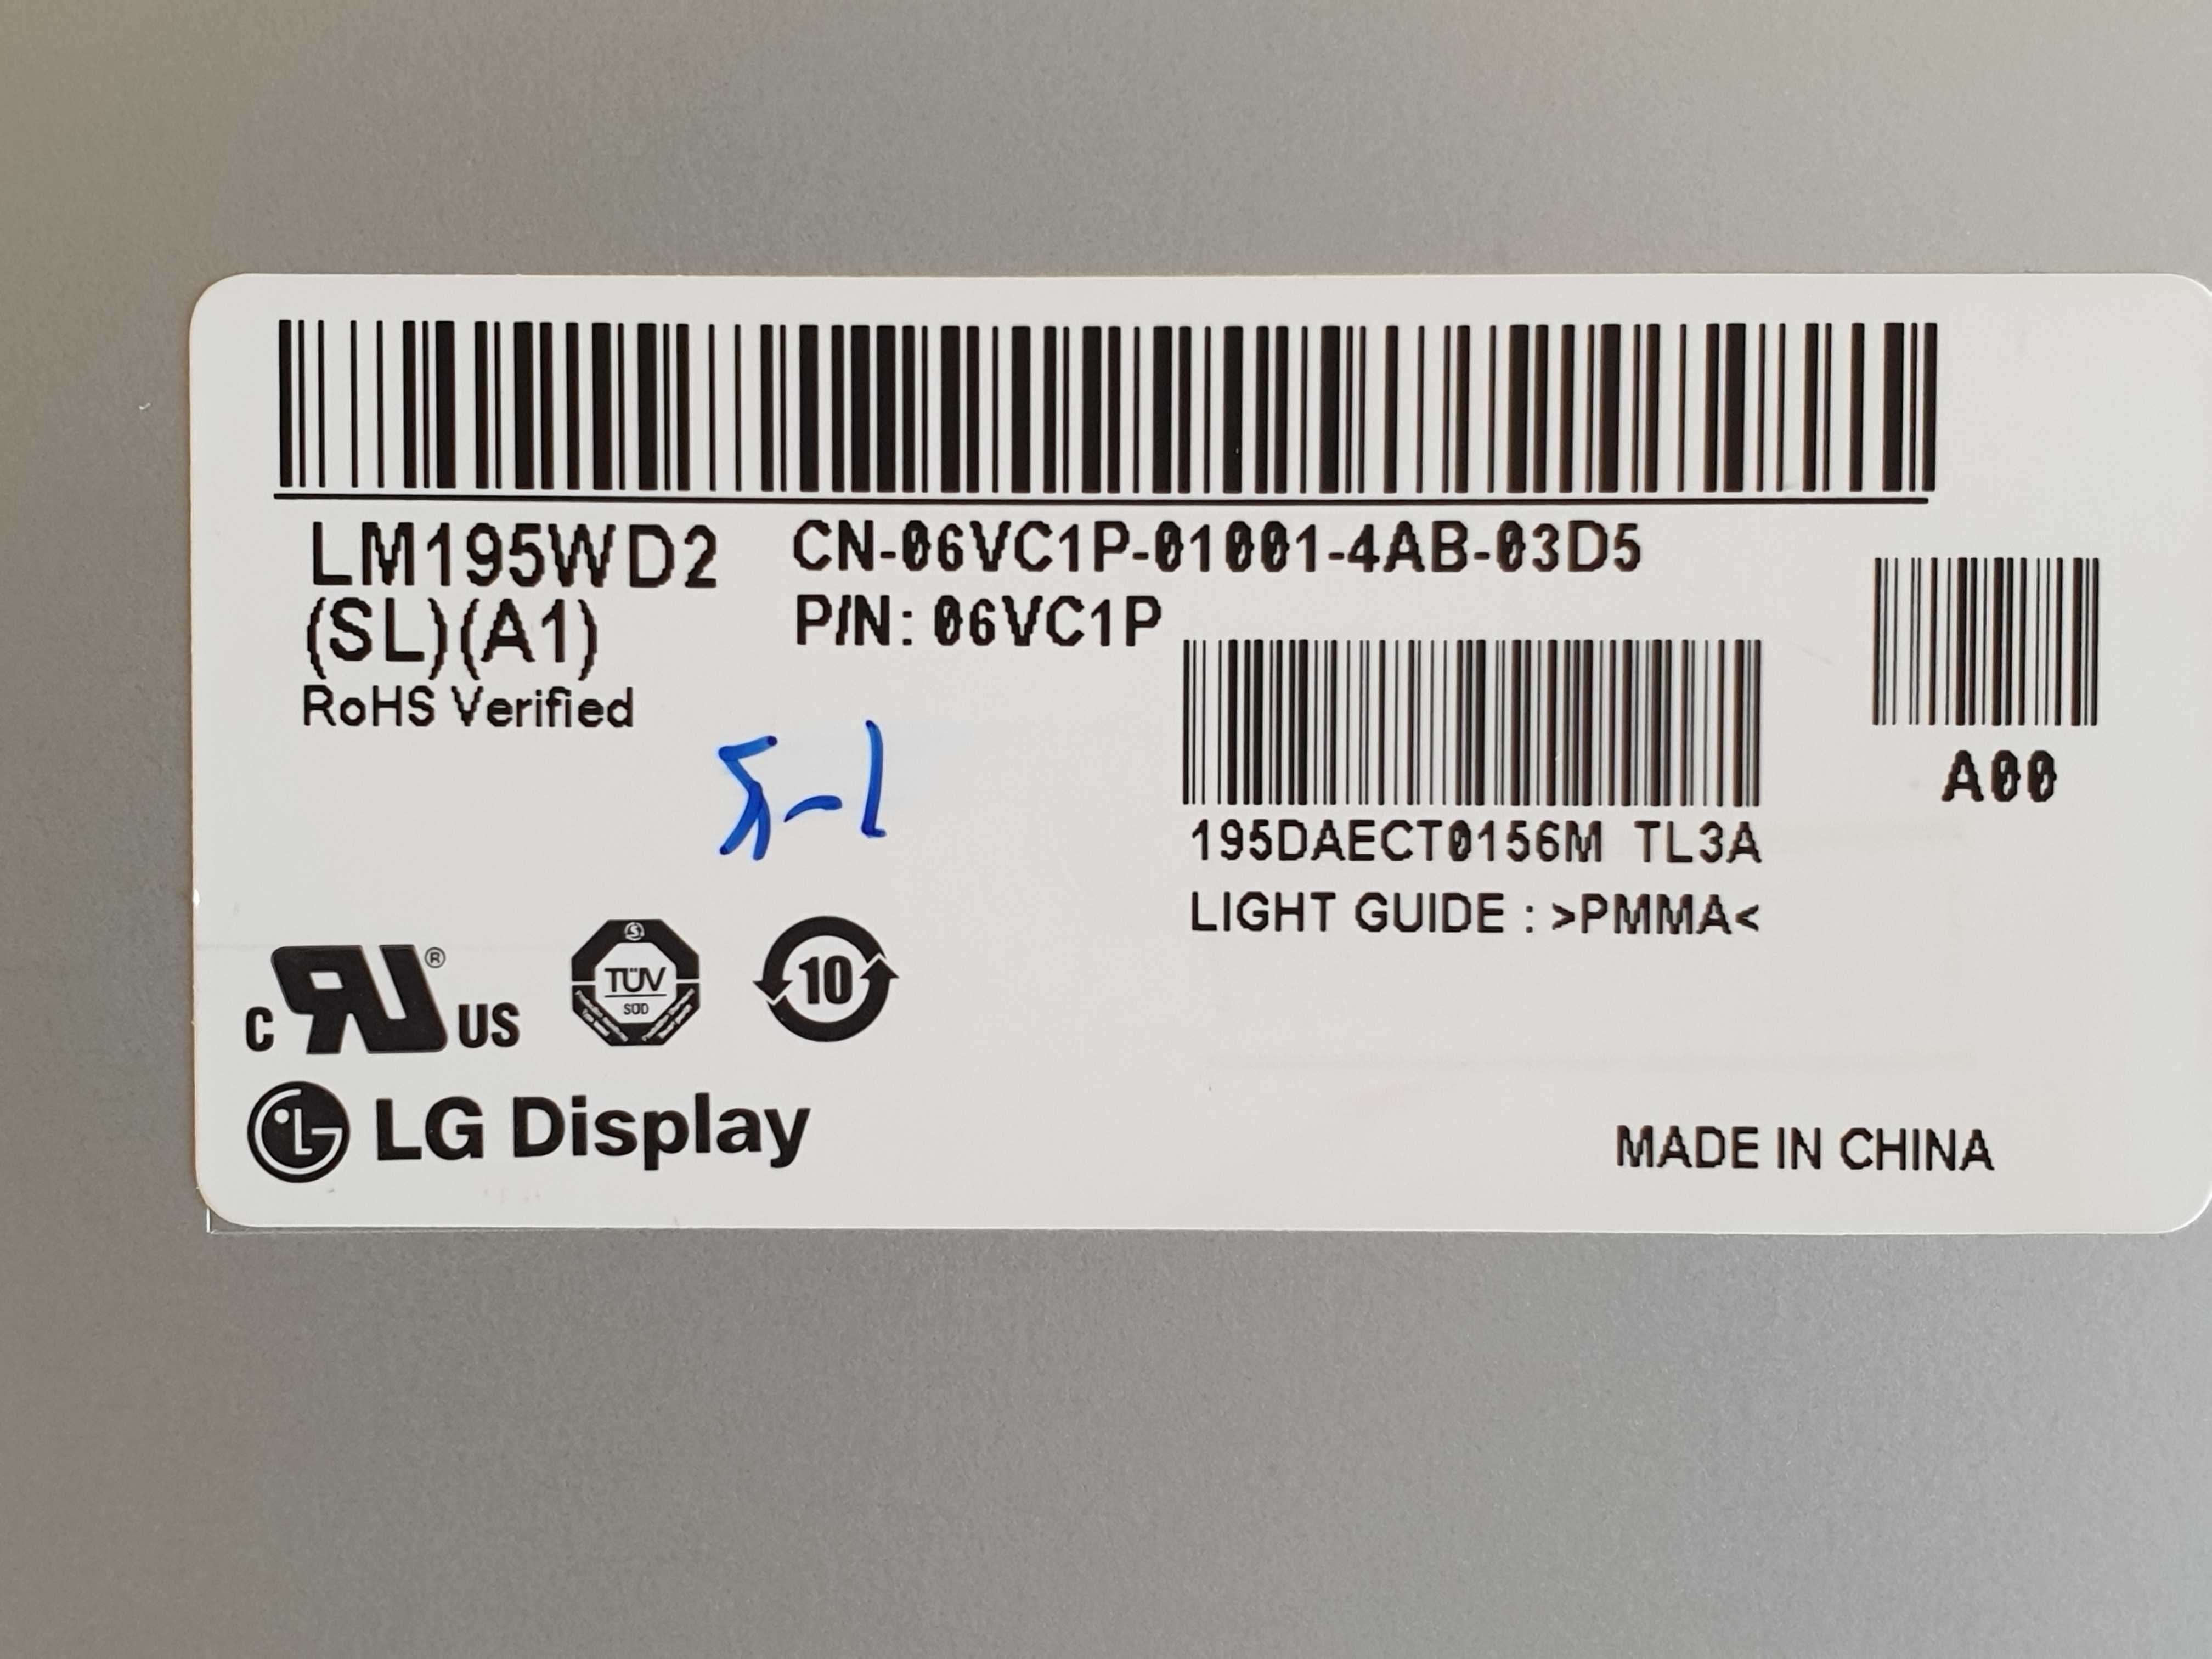 LM195WD2
(SL)(A1)
RoHS Verified
CN-06VC1P-01001-4AB-03D5
P/N: 06VC1P
A00
195DAECT0156M TL3A
LIGHT GUIDE : >PMMA<
c RU ® US
TÜV
SÜD
10
LG Display
MADE IN CHINA